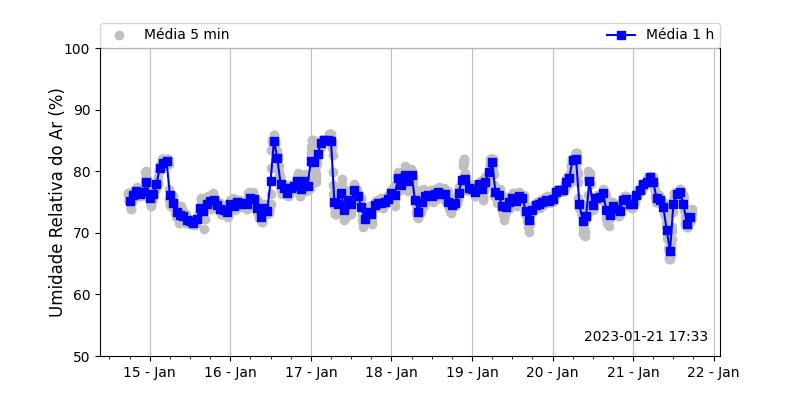 Média 5 min
Média 1 h
Umidade Relativa do Ar (%)
100
90
80
70
60
50
2023-01-21 17:33
15 - Jan
16 - Jan
17 - Jan
18 - Jan
19 - Jan
20 - Jan
21 - Jan
22 - Jan